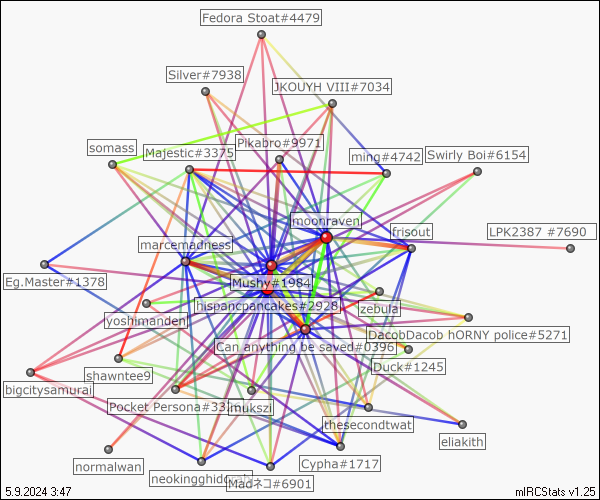 Fedora Stoat#4479
Silver#7938
JKOUYH VIII#7034
Pikabro#9971
somass
Majestic#3375
ming#4742
Swirly Boi#6154
moonraven
LPK2387 #7690
frisout
marcemadness
Eg.Master#1378
Mushy#1984
hispancpancakes#2928
zebula
yoshimanden
DacobDacob hORNY police#5271
Can anything be saved#0396
Duck#1245
shawntee9
bigcitysamurai
Pocket Persona#33
imukszi
thesecondtwat
eliakith
normalwan
Cypha#1717
neokingghid
Madネコ#6901
5.9.2024 3:47
mIRCStats v1.25